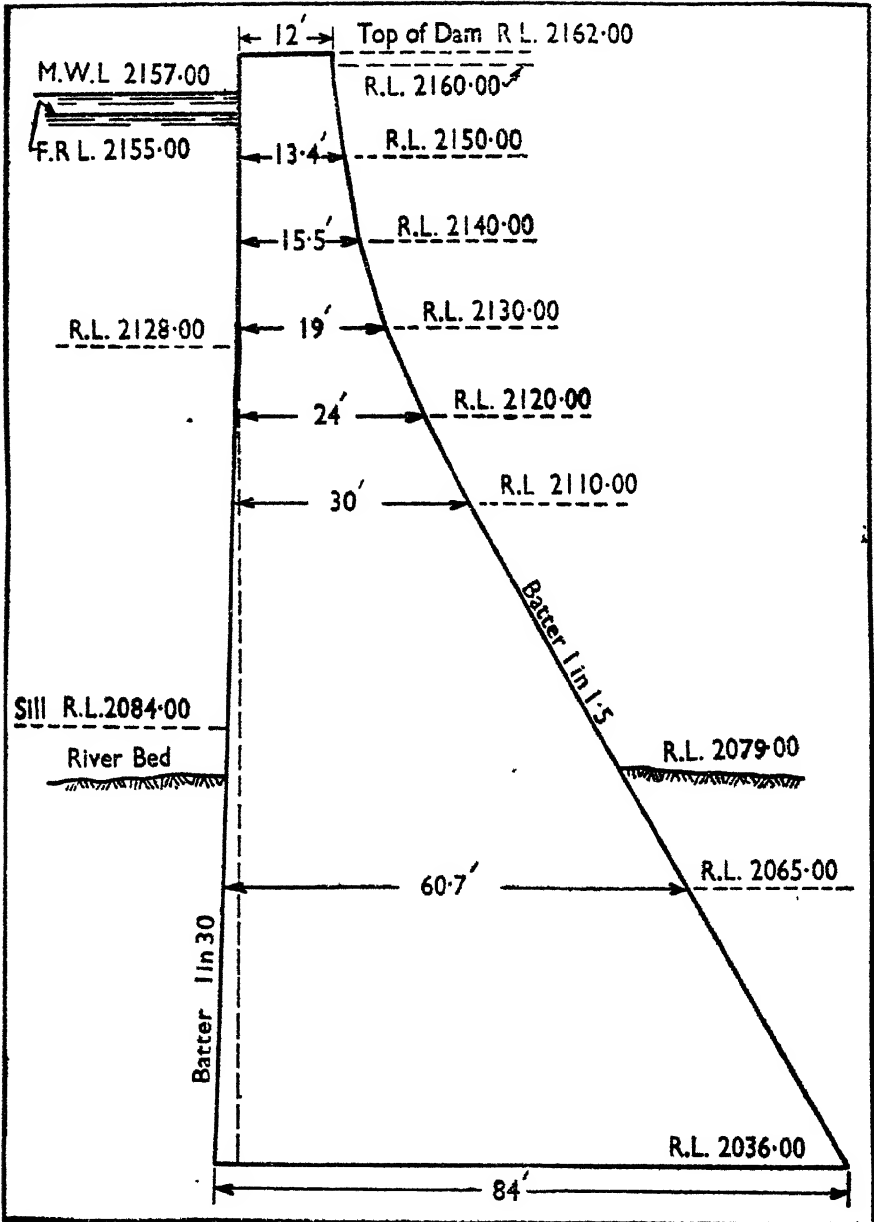 12′
Top of Dam R L. 2162·00
M.W.L 2157·00
R.L. 2160·00
F.R L. 2155·00
13·4′
R.L. 2150·00
15·5′
R.L. 2140·00
R.L. 2128·00
19′
R.L. 2130·00
24′
R.L. 2120·00
30′
R.L 2110·00
Batter 1 in 1·5
Sill R.L.2084·00
River Bed
R.L. 2079·00
60·7′
R.L. 2065·00
Batter 1in 30
R.L. 2036·00
84′